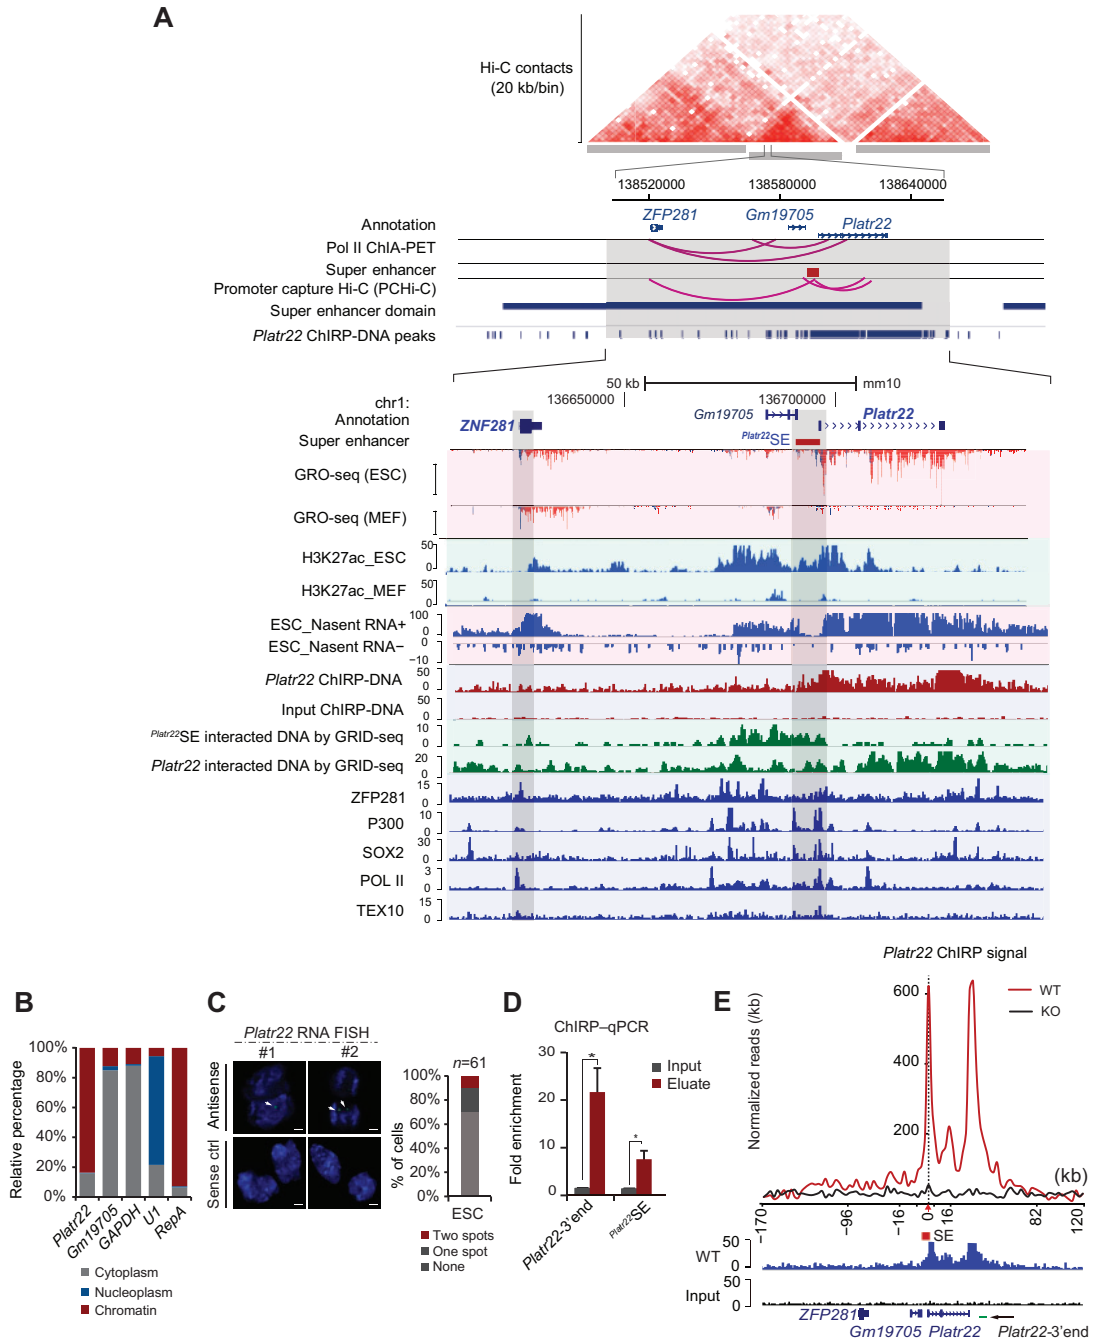 A
Hi-C contacts
(20 kb/bin)
138520000 138580000 138640000
ZFP281 Gm19705 Platr22
Annotation
Pol II ChIA-PET
Super enhancer
Promoter capture Hi-C (PCHi-C)
Super enhancer domain
Platr22 ChIRP-DNA peaks
50 kb mm10
chr1: 136650000 136700000
Annotation ZNF281 Gm19705 Platr22
Super enhancer Platr22SE
GRO-seq (ESC)
GRO-seq (MEF)
H3K27ac_ESC 50 0
H3K27ac_MEF 50 0
ESC_Nasent RNA+ 100 0
ESC_Nasent RNA− 0 −10
Platr22 ChIRP-DNA 50 0
Input ChIRP-DNA 50 0
Platr22SE interacted DNA by GRID-seq 10 0
Platr22 interacted DNA by GRID-seq 20 0
ZFP281 15 0
P300 10 0
SOX2 30 0
POL II 3 0
TEX10 15 0
B
Relative percentage
100%
80%
60%
40%
20%
0%
Platr22 Gm19705 GAPDH U1 RepA
Cytoplasm
Nucleoplasm
Chromatin
C
Platr22 RNA FISH
#1 #2
Antisense
Sense ctrl
n=61
% of cells
100%
80%
60%
40%
20%
0%
ESC
Two spots
One spot
None
D
ChIRP–qPCR
Fold enrichment
30
20
10
0
* *
Input
Eluate
Platr22-3'end Platr22SE
E
Platr22 ChIRP signal
WT
KO
Normalized reads (/kb)
600
400
200
(kb)
-170 -96 -16 0 16 82 120
SE
WT 50 0
Input 50 0
ZFP281 Gm19705 Platr22 Platr22-3'end